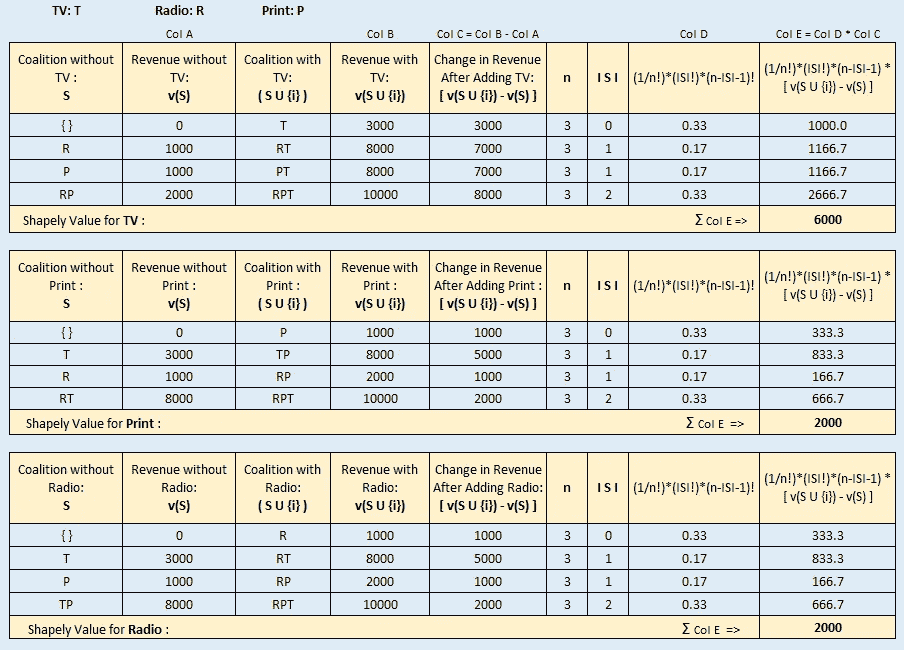 TV: T Radio: R Print: P
Col A Col B Col C = Col B - Col A Col D Col E = Col D * Col C
Coalition without TV : S Revenue without TV: v(S) Coalition with TV: ( S U {i} ) Revenue with TV: v(S U {i}) Change in Revenue After Adding TV: [ v(S U {i}) - v(S) ] n I S I (1/n!)*(ISI!)*(n-ISI-1)! (1/n!)*(ISI!)*(n-ISI-1) * [ v(S U {i}) - v(S) ]
{ } 0 T 3000 3000 3 0 0.33 1000.0
R 1000 RT 8000 7000 3 1 0.17 1166.7
P 1000 PT 8000 7000 3 1 0.17 1166.7
RP 2000 RPT 10000 8000 3 2 0.33 2666.7
Shapely Value for TV : Σ Col E => 6000
Coalition without Print : S Revenue without Print : v(S) Coalition with Print : ( S U {i} ) Revenue with Print : v(S U {i}) Change in Revenue After Adding Print : [ v(S U {i}) - v(S) ] n I S I (1/n!)*(ISI!)*(n-ISI-1)! (1/n!)*(ISI!)*(n-ISI-1) * [ v(S U {i}) - v(S) ]
{ } 0 P 1000 1000 3 0 0.33 333.3
T 3000 TP 8000 5000 3 1 0.17 833.3
R 1000 RP 2000 1000 3 1 0.17 166.7
RT 8000 RPT 10000 2000 3 2 0.33 666.7
Shapely Value for Print : Σ Col E => 2000
Coalition without Radio: S Revenue without Radio: v(S) Coalition with Radio: ( S U {i} ) Revenue with Radio: v(S U {i}) Change in Revenue After Adding Radio: [ v(S U {i}) - v(S) ] n I S I (1/n!)*(ISI!)*(n-ISI-1)! (1/n!)*(ISI!)*(n-ISI-1) * [ v(S U {i}) - v(S) ]
{ } 0 R 1000 1000 3 0 0.33 333.3
T 3000 RT 8000 5000 3 1 0.17 833.3
P 1000 RP 2000 1000 3 1 0.17 166.7
TP 8000 RPT 10000 2000 3 2 0.33 666.7
Shapely Value for Radio : Σ Col E => 2000